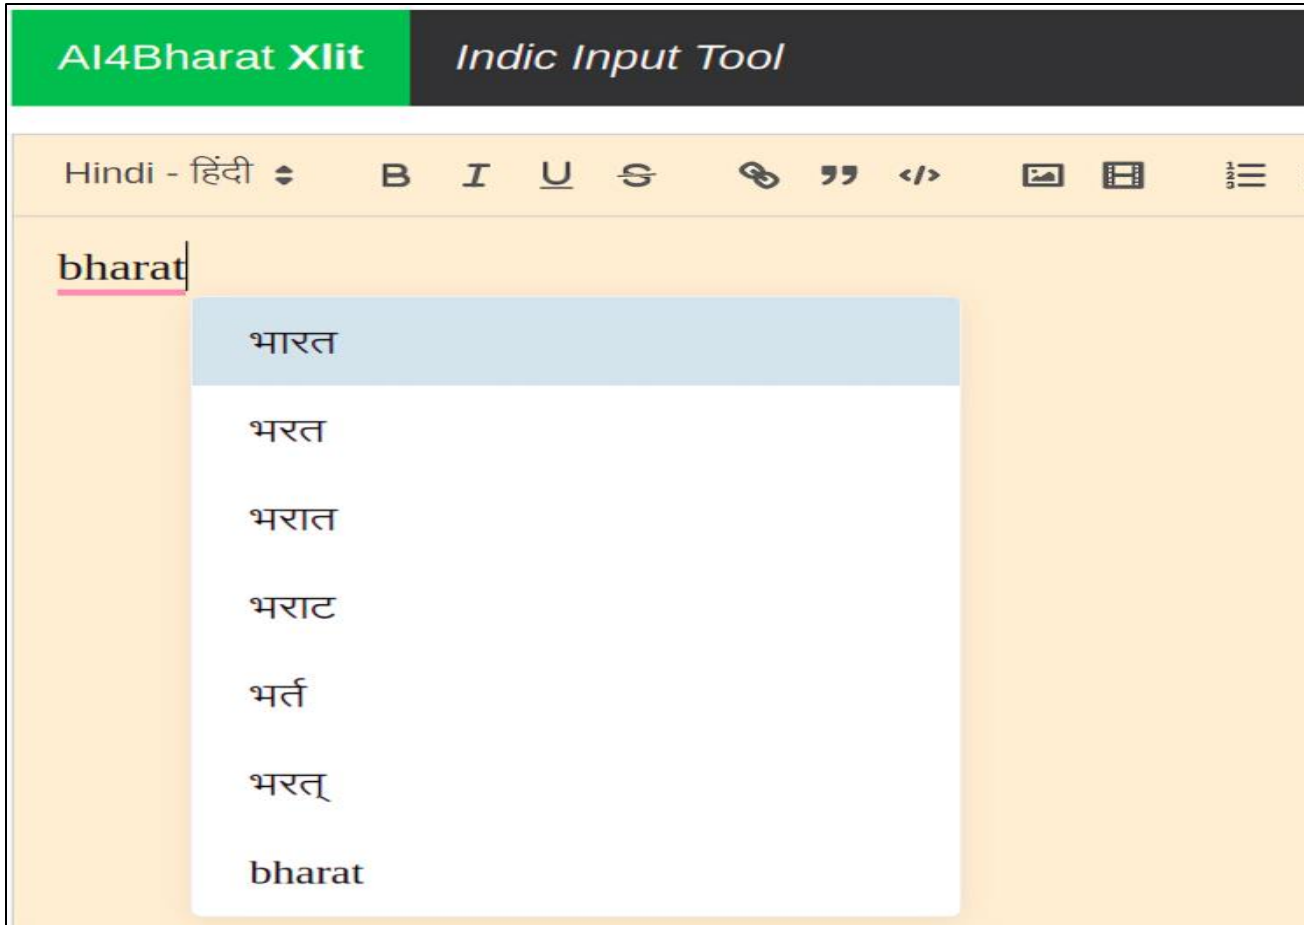 AI4Bharat Xlit Indic Input Tool
Hindi - हिंदी B I U S </>
bharat
भारत
भरत
भरात
भराट
भर्त
भरत्
bharat